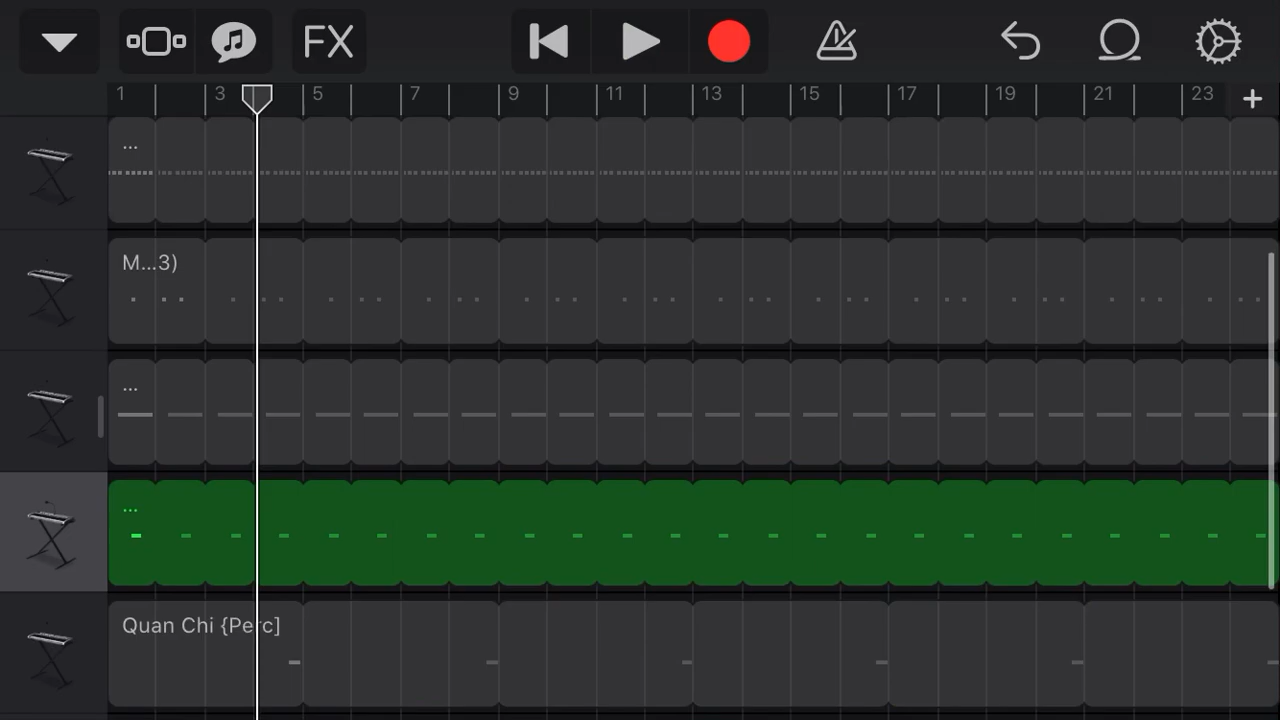 FX
1 3 5 7 9 11 13 15 17 19 21 23 +
...
M...3)
...
...
Quan Chi {Perc]